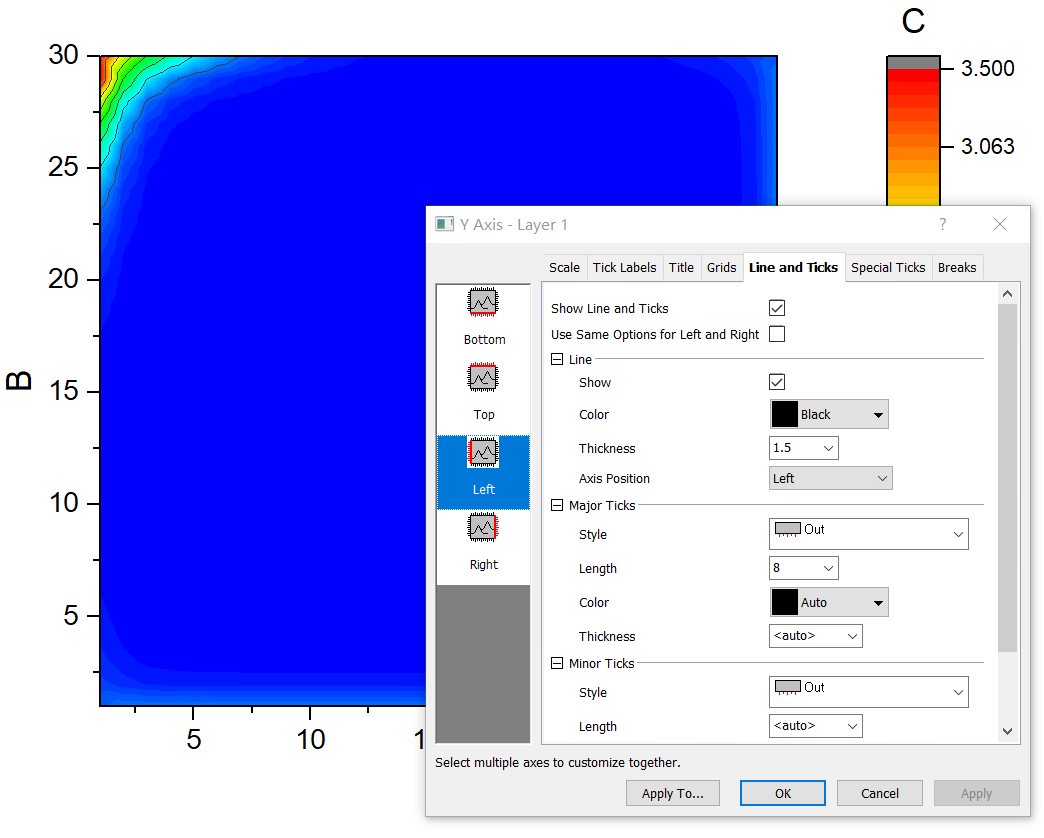 C
30
25
20
15
10
5
B
5
10
1
3.500
3.063
Y Axis - Layer 1
?
Scale Tick Labels Title Grids Line and Ticks Special Ticks Breaks
Bottom
Top
Left
Right
Show Line and Ticks
Use Same Options for Left and Right
Line
Show
Color Black
Thickness 1.5
Axis Position Left
Major Ticks
Style Out
Length 8
Color Auto
Thickness <auto>
Minor Ticks
Style Out
Length <auto>
Select multiple axes to customize together.
Apply To... OK Cancel Apply